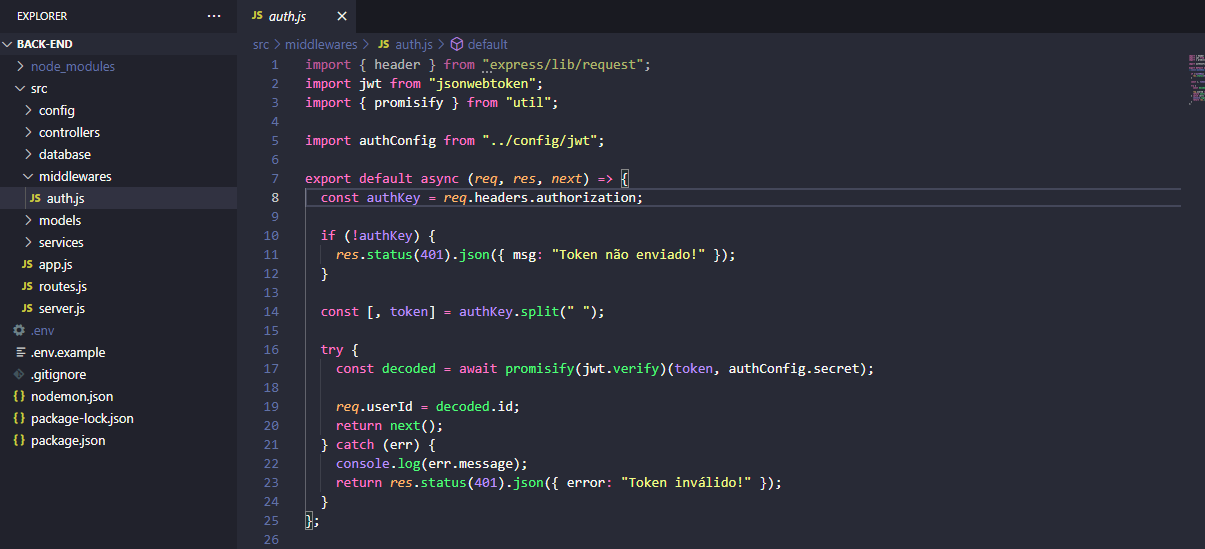 EXPLORER
BACK-END
node_modules
src
config
controllers
database
middlewares
JS auth.js
models
services
JS app.js
JS routes.js
JS server.js
.env
.env.example
.gitignore
{} nodemon.json
{} package-lock.json
{} package.json
JS auth.js
src > middlewares > JS auth.js > default
1 import { header } from "express/lib/request";
2 import jwt from "jsonwebtoken";
3 import { promisify } from "util";
4
5 import authConfig from "../config/jwt";
6
7 export default async (req, res, next) => {
8 const authKey = req.headers.authorization;
9
10 if (!authKey) {
11 res.status(401).json({ msg: "Token não enviado!" });
12 }
13
14 const [, token] = authKey.split(" ");
15
16 try {
17 const decoded = await promisify(jwt.verify)(token, authConfig.secret);
18
19 req.userId = decoded.id;
20 return next();
21 } catch (err) {
22 console.log(err.message);
23 return res.status(401).json({ error: "Token inválido!" });
24 }
25 };
26